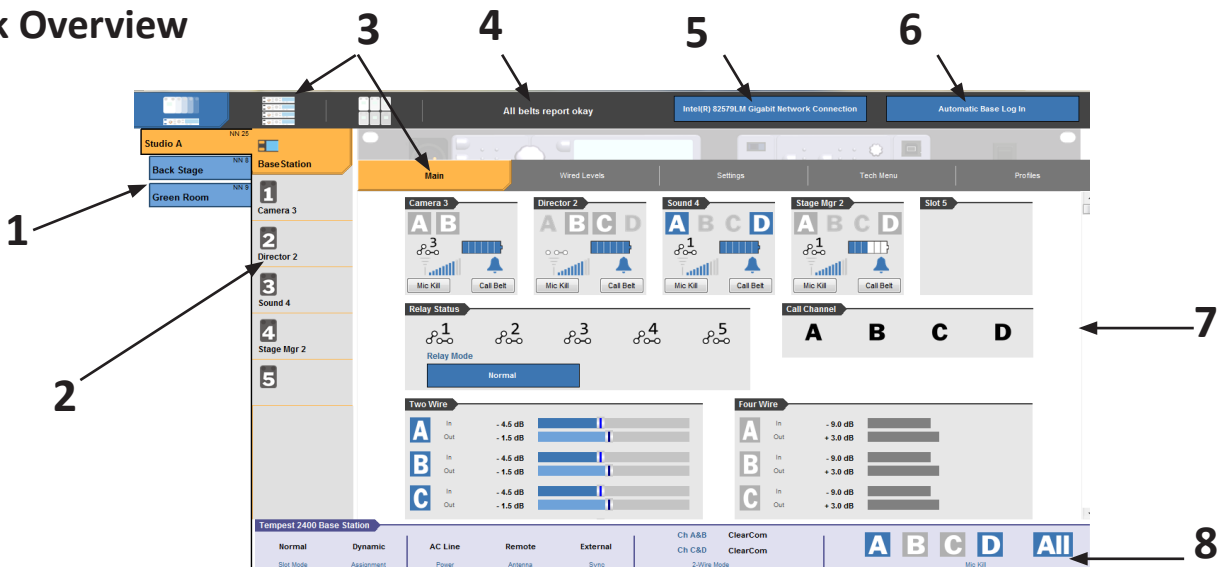 k Overview
3
4
5
6
All belts report okay
Intel(R) 82579LM Gigabit Network Connection
Automatic Base Log In
NN 25
Studio A
NN 8
Back Stage
NN 9
Green Room
1
2
Base Station
1
Camera 3
2
Director 2
3
Sound 4
4
Stage Mgr 2
5
Main
Wired Levels
Settings
Tech Menu
Profiles
Camera 3
A B
3
Mic Kill
Call Belt
Director 2
A B C D
Mic Kill
Call Belt
Sound 4
A B C D
1
Mic Kill
Call Belt
Stage Mgr 2
A B C D
1
Mic Kill
Call Belt
Slot 5
Relay Status
1 2 3 4 5
Relay Mode
Normal
Call Channel
A B C D
7
Two Wire
A In - 4.5 dB
Out - 1.5 dB
B In - 4.5 dB
Out - 1.5 dB
C In - 4.5 dB
Out - 1.5 dB
Four Wire
A In - 9.0 dB
Out + 3.0 dB
B In - 9.0 dB
Out + 3.0 dB
C In - 9.0 dB
Out + 3.0 dB
Tempest 2400 Base Station
Normal
Slot Mode
Dynamic
Assignment
AC Line
Power
Remote
Antenna
External
Sync
Ch A&B ClearCom
Ch C&D ClearCom
2-Wire Mode
A B C D All
Mic Kill
8